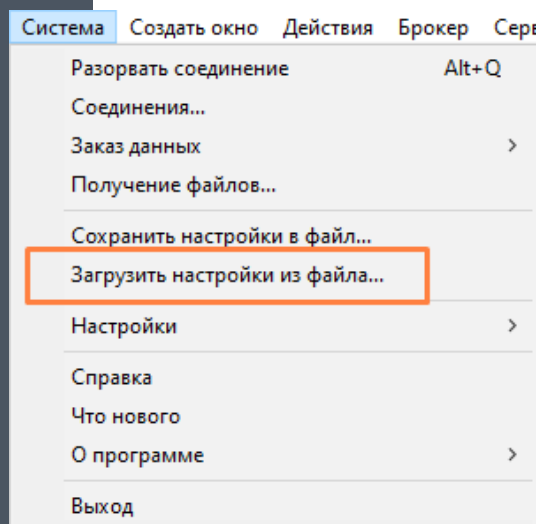 Система Создать окно Действия Брокер Серв
Разорвать соединение Alt+Q
Соединения...
Заказ данных
Получение файлов...
Сохранить настройки в файл...
Загрузить настройки из файла...
Настройки
Справка
Что нового
О программе
Выход